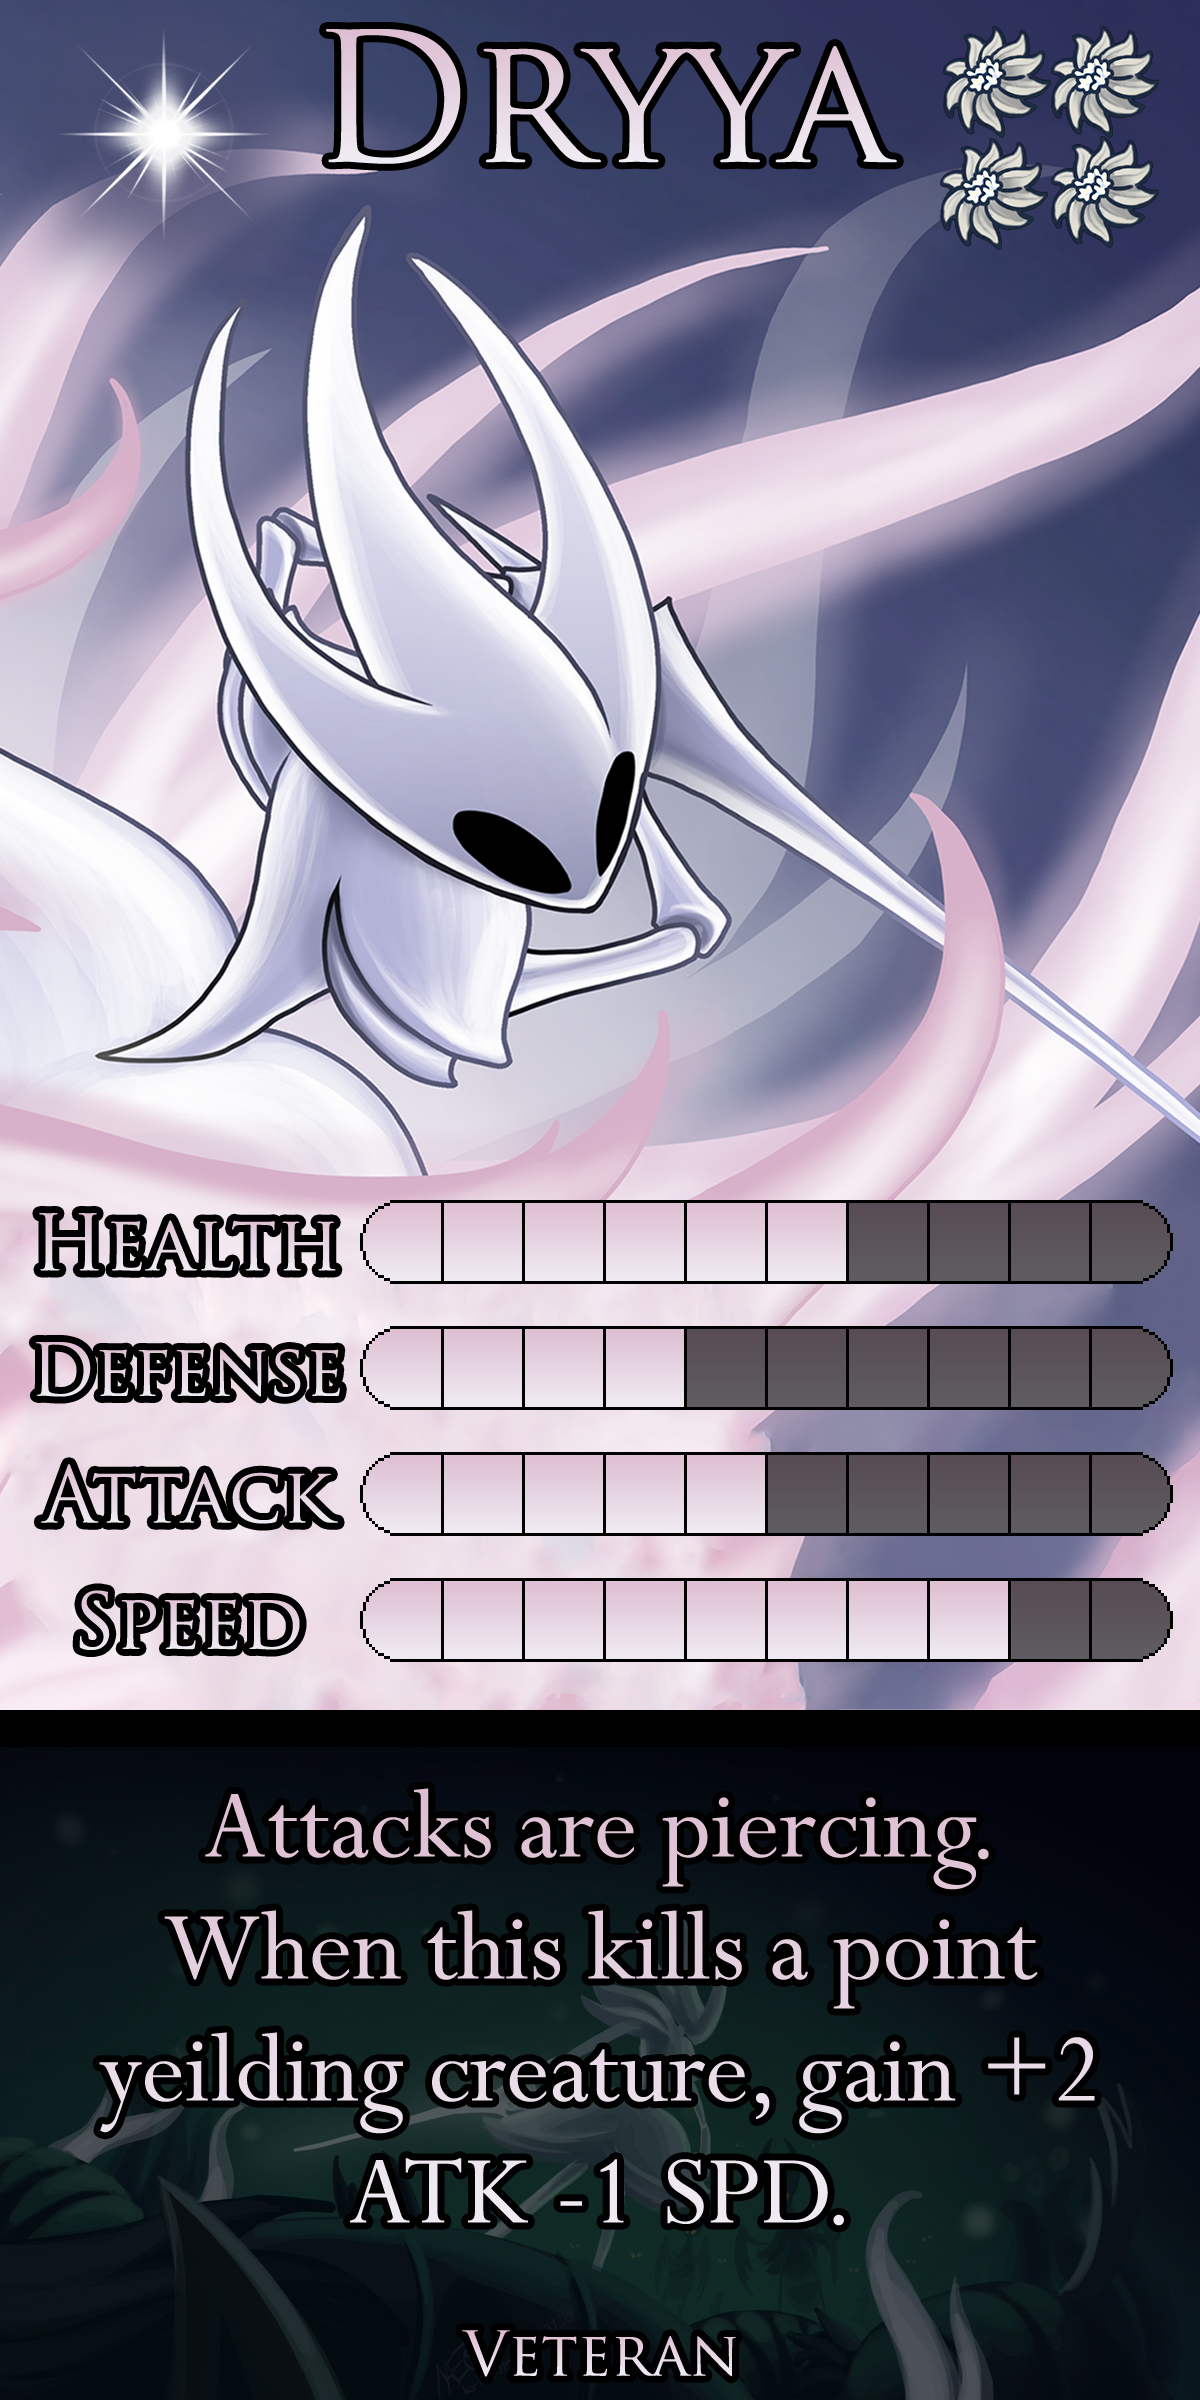 DRYYA
HEALTH
DEFENSE
ATTACK
SPEED
Attacks are piercing.
When this kills a point
yeilding creature, gain +2
ATK -1 SPD.
VETERAN